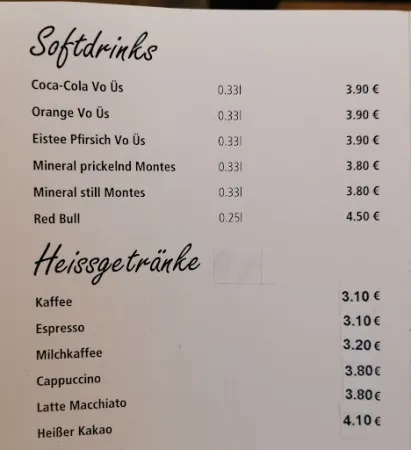 Softdrinks
Coca-Cola Vo Üs 0.33l 3.90 €
Orange Vo Üs 0.33l 3.90 €
Eistee Pfirsich Vo Üs 0.33l 3.90 €
Mineral prickelnd Montes 0.33l 3.80 €
Mineral still Montes 0.33l 3.80 €
Red Bull 0.25l 4.50 €
Heissgetränke
Kaffee 3.10 €
Espresso 3.10 €
Milchkaffee 3.20 €
Cappuccino 3.80 €
Latte Macchiato 3.80 €
Heißer Kakao 4.10 €